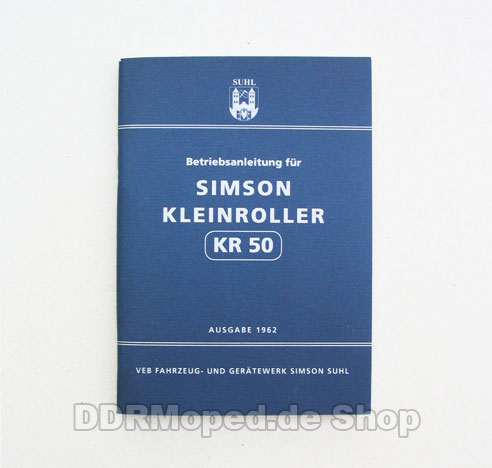 SUHL
Betriebsanleitung für
SIMSON
KLEINROLLER
KR 50
AUSGABE 1962
VEB FAHRZEUG- UND GERÄTEWERK SIMSON SUHL
DDRMoped.de Shop